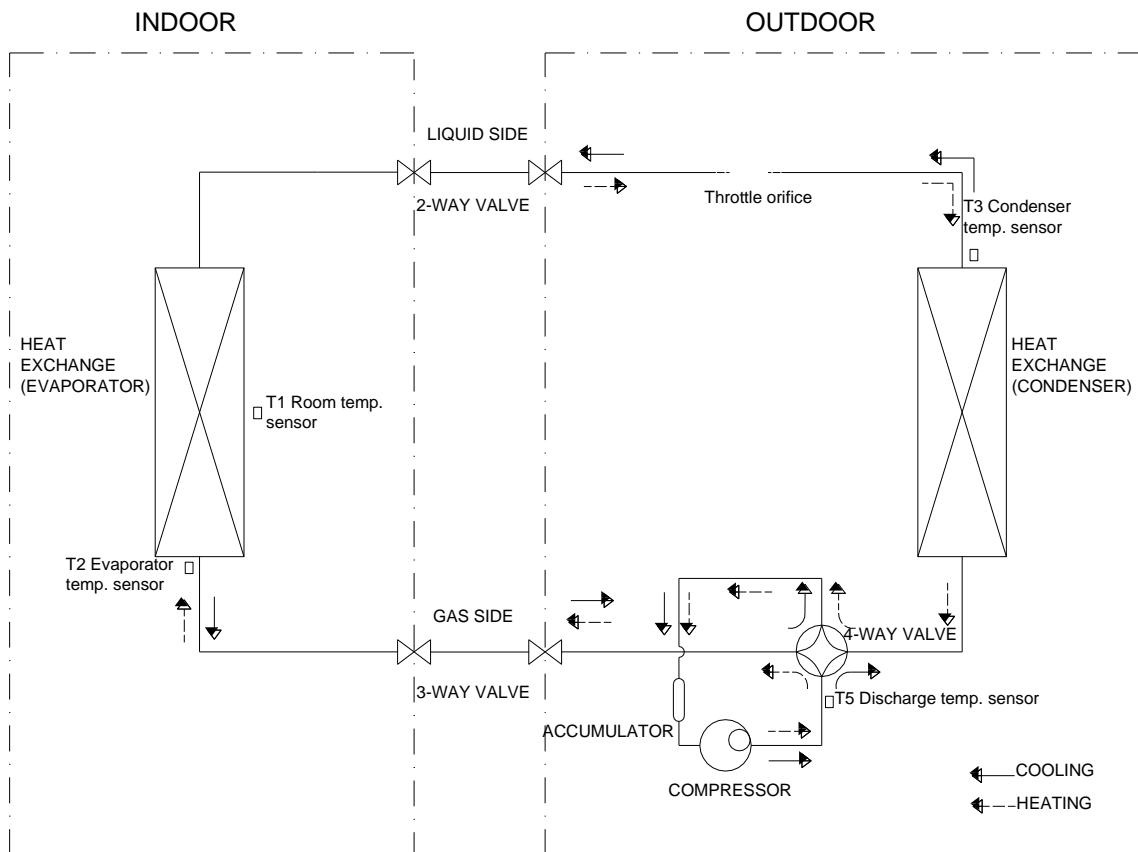 INDOOR
OUTDOOR
LIQUID SIDE
2-WAY VALVE
Throttle orifice
T3 Condenser
temp. sensor
HEAT
EXCHANGE
(EVAPORATOR)
T1 Room temp.
sensor
HEAT
EXCHANGE
(CONDENSER)
T2 Evaporator
temp. sensor
GAS SIDE
3-WAY VALVE
4-WAY VALVE
T5 Discharge temp. sensor
ACCUMULATOR
COMPRESSOR
COOLING
HEATING